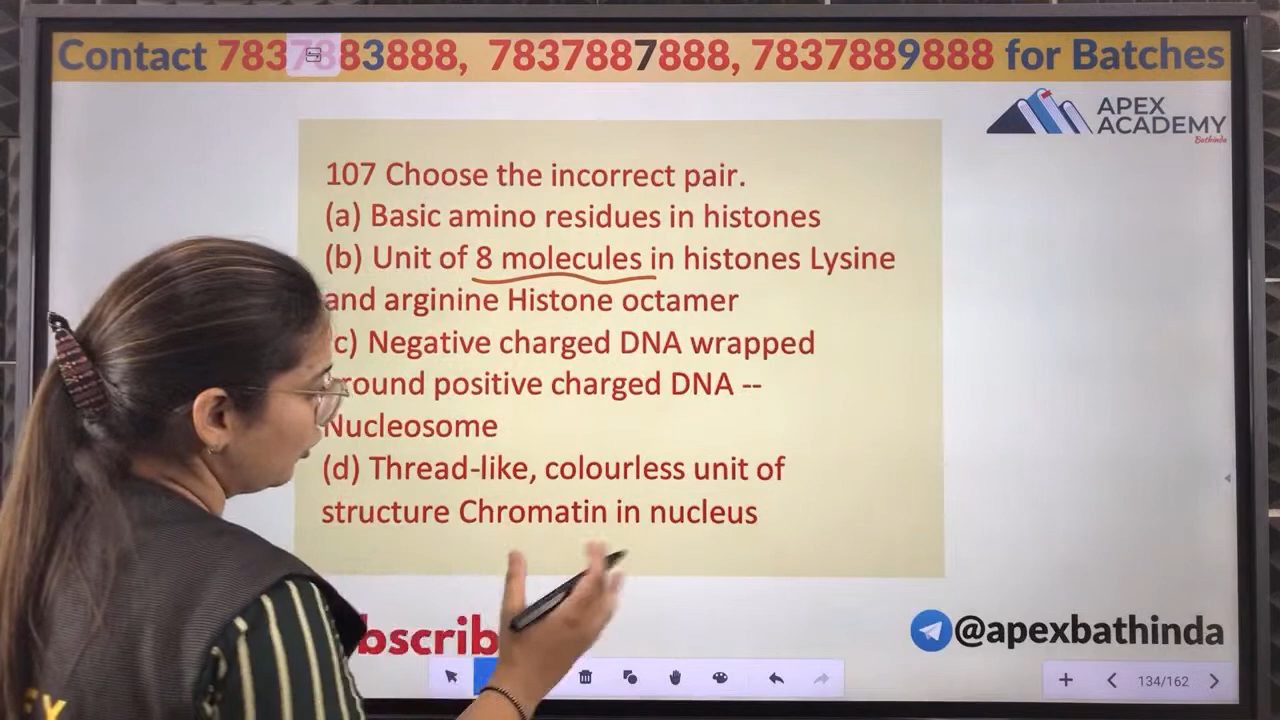 Contact 7837883888, 7837887888, 7837889888 for Batches
APEX
ACADEMY
Bathinda
107 Choose the incorrect pair.
(a) Basic amino residues in histones
(b) Unit of 8 molecules in histones Lysine
and arginine Histone octamer
c) Negative charged DNA wrapped
round positive charged DNA --
Nucleosome
(d) Thread-like, colourless unit of
structure Chromatin in nucleus
bscrib
@apexbathinda
134/162